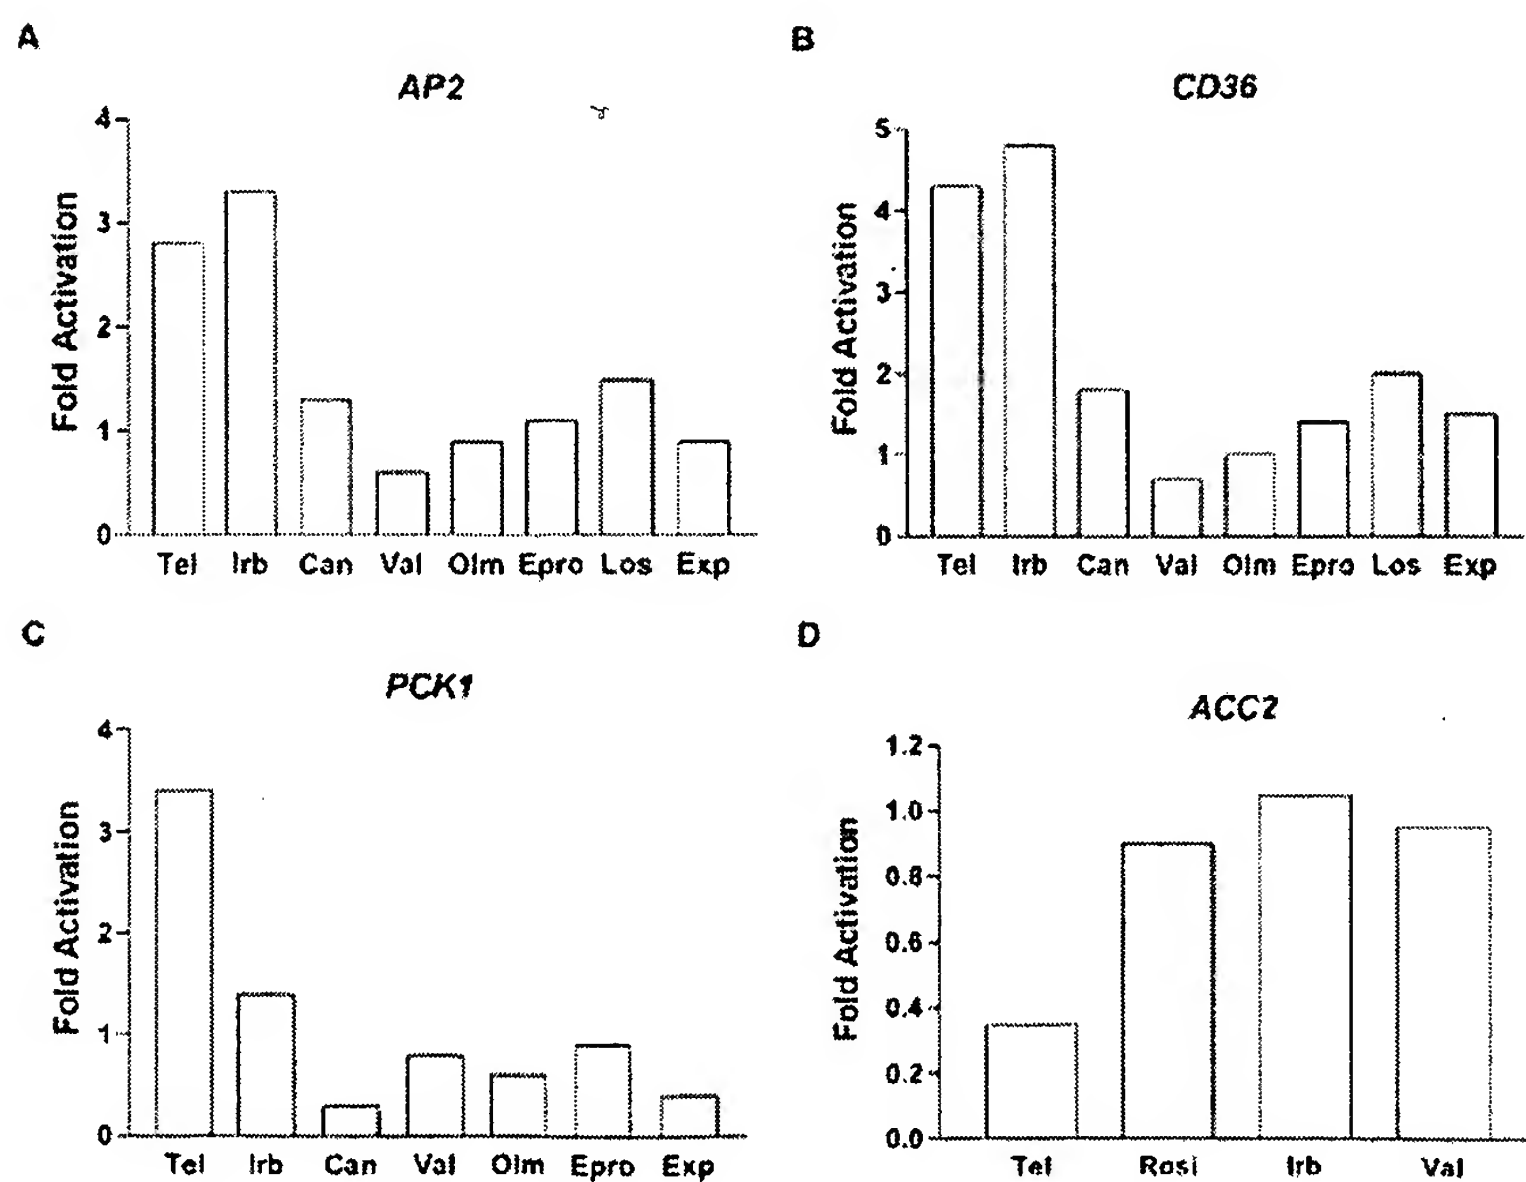 A
AP2
Fold Activation
4
3
2
1
0
Tel Irb Can Val Olm Epro Los Exp
B
CD36
Fold Activation
5
4
3
2
1
0
Tel Irb Can Val Olm Epro Los Exp
C
PCK1
Fold Activation
4
3
2
1
0
Tel Irb Can Val Olm Epro Exp
D
ACC2
Fold Activation
1.2
1.0
0.8
0.6
0.4
0.2
0.0
Tel Rosi Irb Val